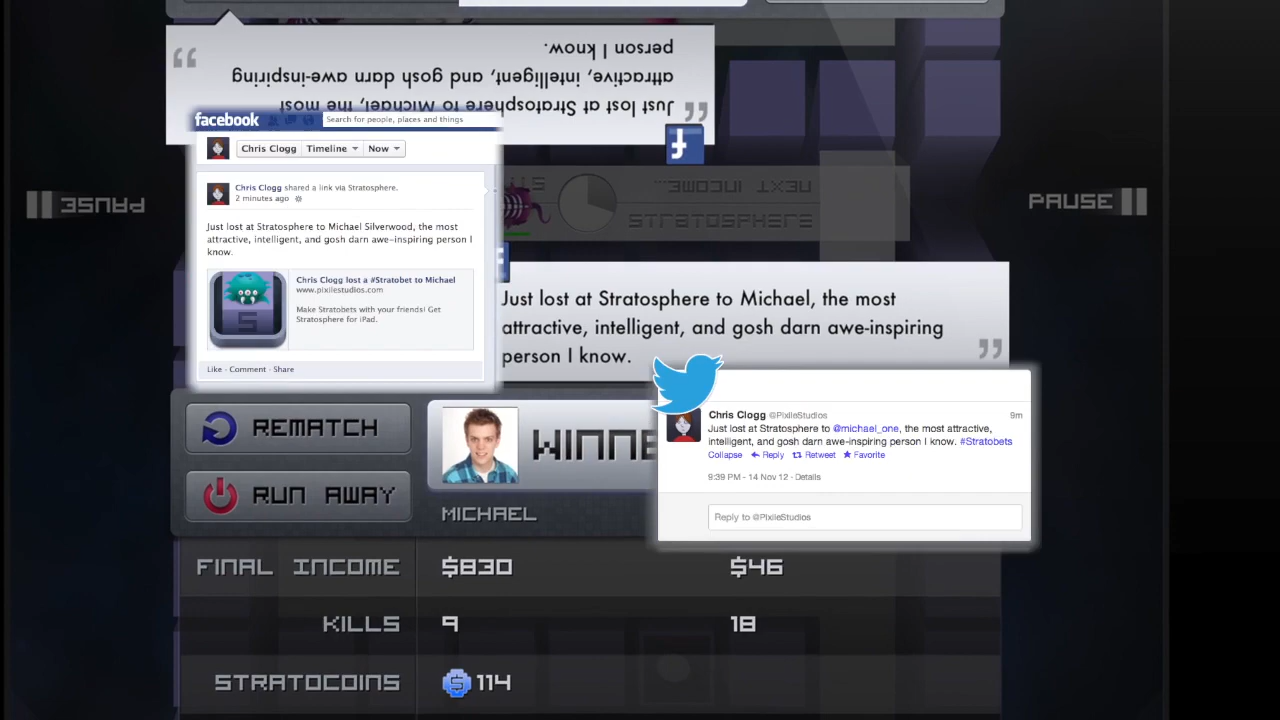 Just lost at Stratosphere to Michael, the most
attractive, intelligent, and gosh darn awe-inspiring
person I know.
facebook
Search for people, places and things
Chris Clogg Timeline Now
Chris Clogg shared a link via Stratosphere.
2 minutes ago
Just lost at Stratosphere to Michael Silverwood, the most
attractive, intelligent, and gosh darn awe-inspiring person I
know.
Chris Clogg lost a #Stratobet to Michael
www.pixilestudios.com
Make Stratobets with your friends! Get
Stratosphere for iPad.
Like · Comment · Share
PAUSE
PAUSE
NEXT INCOME...
STRATOSPHERE
Just lost at Stratosphere to Michael, the most
attractive, intelligent, and gosh darn awe-inspiring
person I know.
Chris Clogg @PixileStudios 9m
Just lost at Stratosphere to @michael_one, the most attractive,
intelligent, and gosh darn awe-inspiring person I know. #Stratobets
Collapse Reply Retweet Favorite
9:39 PM - 14 Nov 12 · Details
Reply to @PixileStudios
REMATCH
RUN AWAY
WINNE
MICHAEL
FINAL INCOME $830 $46
KILLS 9 18
STRATOCOINS 114